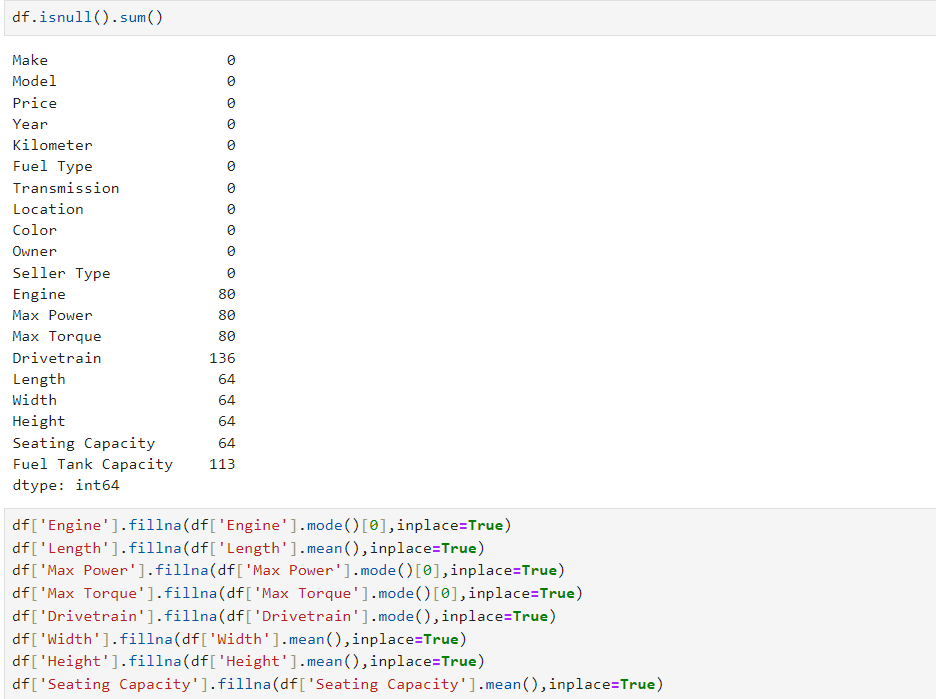 df.isnull().sum()
Make 0
Model 0
Price 0
Year 0
Kilometer 0
Fuel Type 0
Transmission 0
Location 0
Color 0
Owner 0
Seller Type 0
Engine 80
Max Power 80
Max Torque 80
Drivetrain 136
Length 64
Width 64
Height 64
Seating Capacity 64
Fuel Tank Capacity 113
dtype: int64
df['Engine'].fillna(df['Engine'].mode()[0],inplace=True)
df['Length'].fillna(df['Length'].mean(),inplace=True)
df['Max Power'].fillna(df['Max Power'].mode()[0],inplace=True)
df['Max Torque'].fillna(df['Max Torque'].mode()[0],inplace=True)
df['Drivetrain'].fillna(df['Drivetrain'].mode(),inplace=True)
df['Width'].fillna(df['Width'].mean(),inplace=True)
df['Height'].fillna(df['Height'].mean(),inplace=True)
df['Seating Capacity'].fillna(df['Seating Capacity'].mean(),inplace=True)